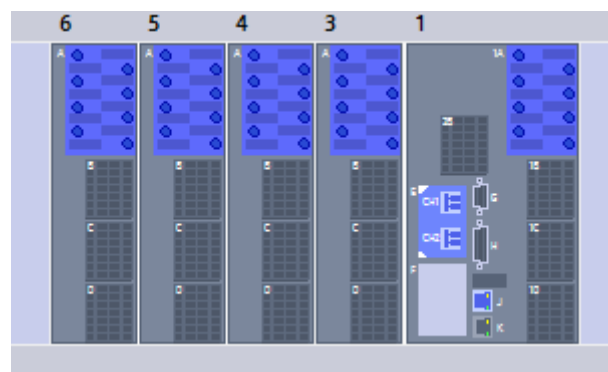 6 5 4 3 1
A A A A 1A
2B
B B B B 1B
E CH1 G
C C C C CH2 H 1C
F
D D D D J 1D
K